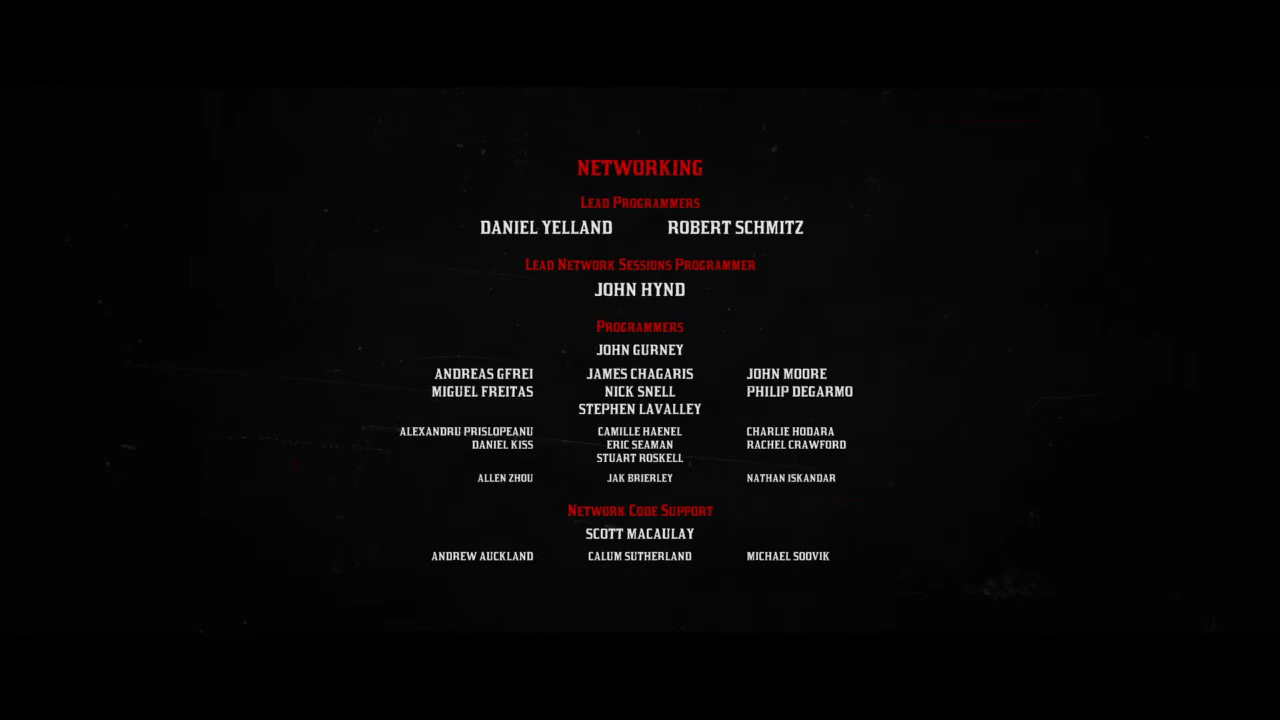 NETWORKING
LEAD PROGRAMMERS
DANIEL YELLAND ROBERT SCHMITZ
LEAD NETWORK SESSIONS PROGRAMMER
JOHN HYND
PROGRAMMERS
JOHN GURNEY
ANDREAS GFREI JAMES CHAGARIS JOHN MOORE
MIGUEL FREITAS NICK SNELL PHILIP DEGARMO
STEPHEN LAVALLEY
ALEXANDRU PRISLOPEANU CAMILLE HAENEL CHARLIE HODARA
DANIEL KISS ERIC SEAMAN RACHEL CRAWFORD
STUART ROSKELL
ALLEN ZHOU JAK BRIERLEY NATHAN ISKANDAR
NETWORK CODE SUPPORT
SCOTT MACAULAY
ANDREW AUCKLAND CALUM SUTHERLAND MICHAEL SOOVIK